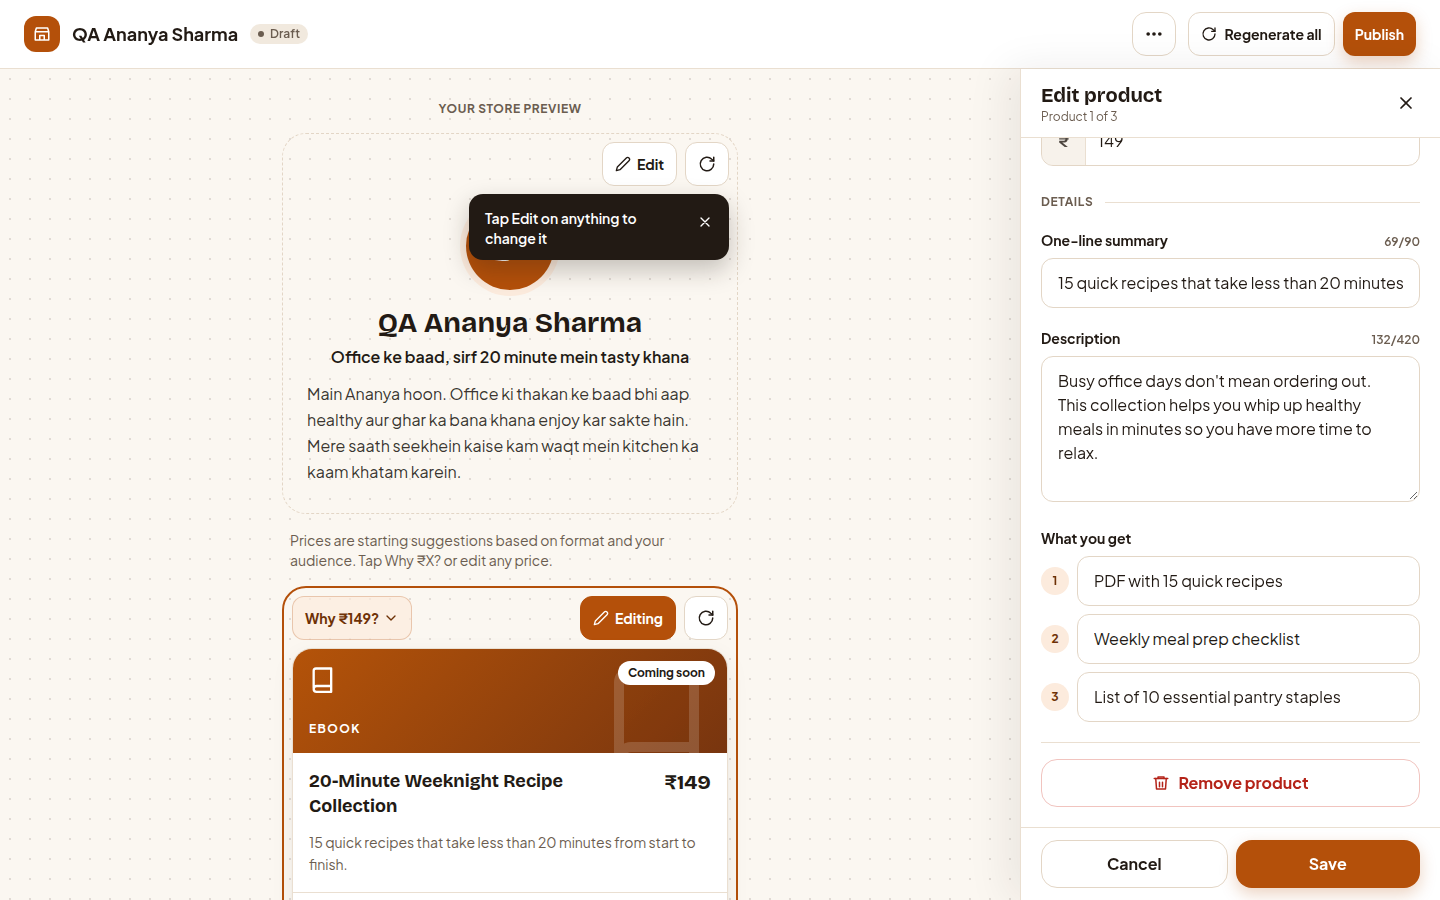 QA Ananya Sharma
Draft
Regenerate all
Publish
YOUR STORE PREVIEW
Edit
Tap Edit on anything to
change it
QA Ananya Sharma
Office ke baad, sirf 20 minute mein tasty khana
Main Ananya hoon. Office ki thakan ke baad bhi aap
healthy aur ghar ka bana khana enjoy kar sakte hain.
Mere saath seekhein kaise kam waqt mein kitchen ka
kaam khatam karein.
Prices are starting suggestions based on format and your
audience. Tap Why ₹X? or edit any price.
Why ₹149?
Editing
Coming soon
EBOOK
20-Minute Weeknight Recipe
Collection
₹149
15 quick recipes that take less than 20 minutes from start to
finish.
Edit product
Product 1 of 3
₹ 149
DETAILS
One-line summary 69/90
15 quick recipes that take less than 20 minutes
Description 132/420
Busy office days don't mean ordering out.
This collection helps you whip up healthy
meals in minutes so you have more time to
relax.
What you get
1 PDF with 15 quick recipes
2 Weekly meal prep checklist
3 List of 10 essential pantry staples
Remove product
Cancel
Save